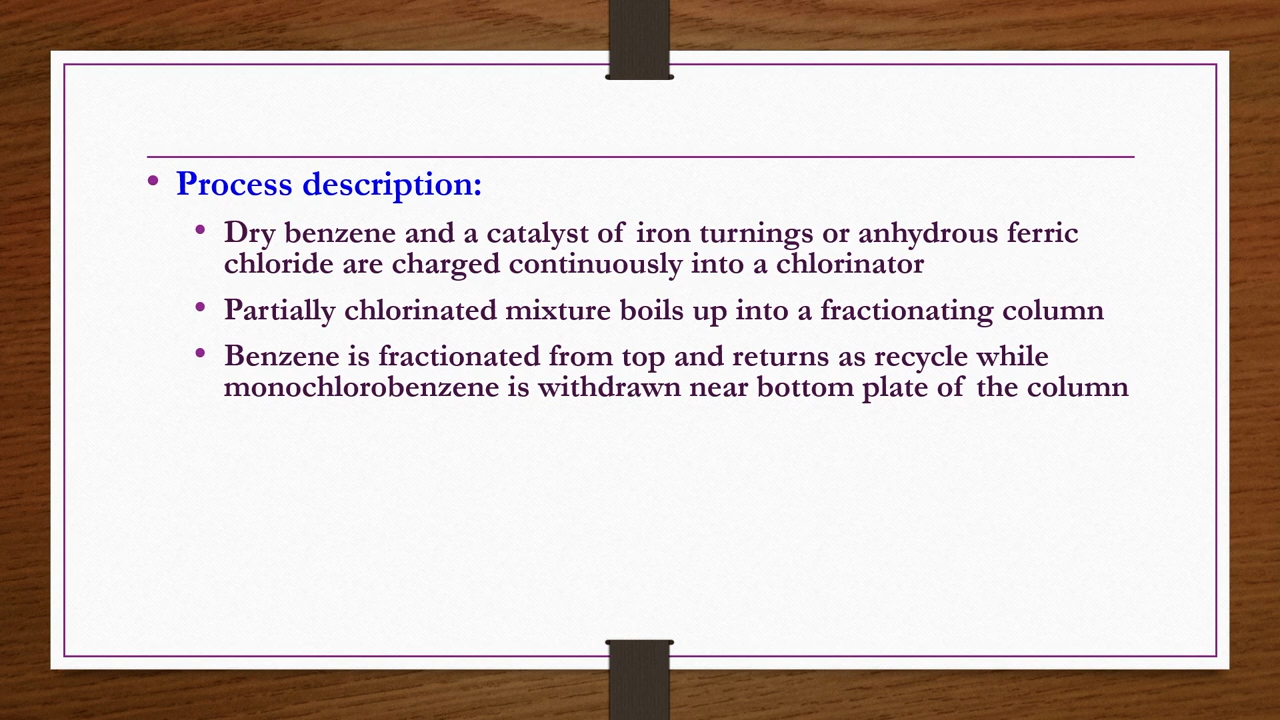 • Process description:
• Dry benzene and a catalyst of iron turnings or anhydrous ferric
chloride are charged continuously into a chlorinator
• Partially chlorinated mixture boils up into a fractionating column
• Benzene is fractionated from top and returns as recycle while
monochlorobenzene is withdrawn near bottom plate of the column